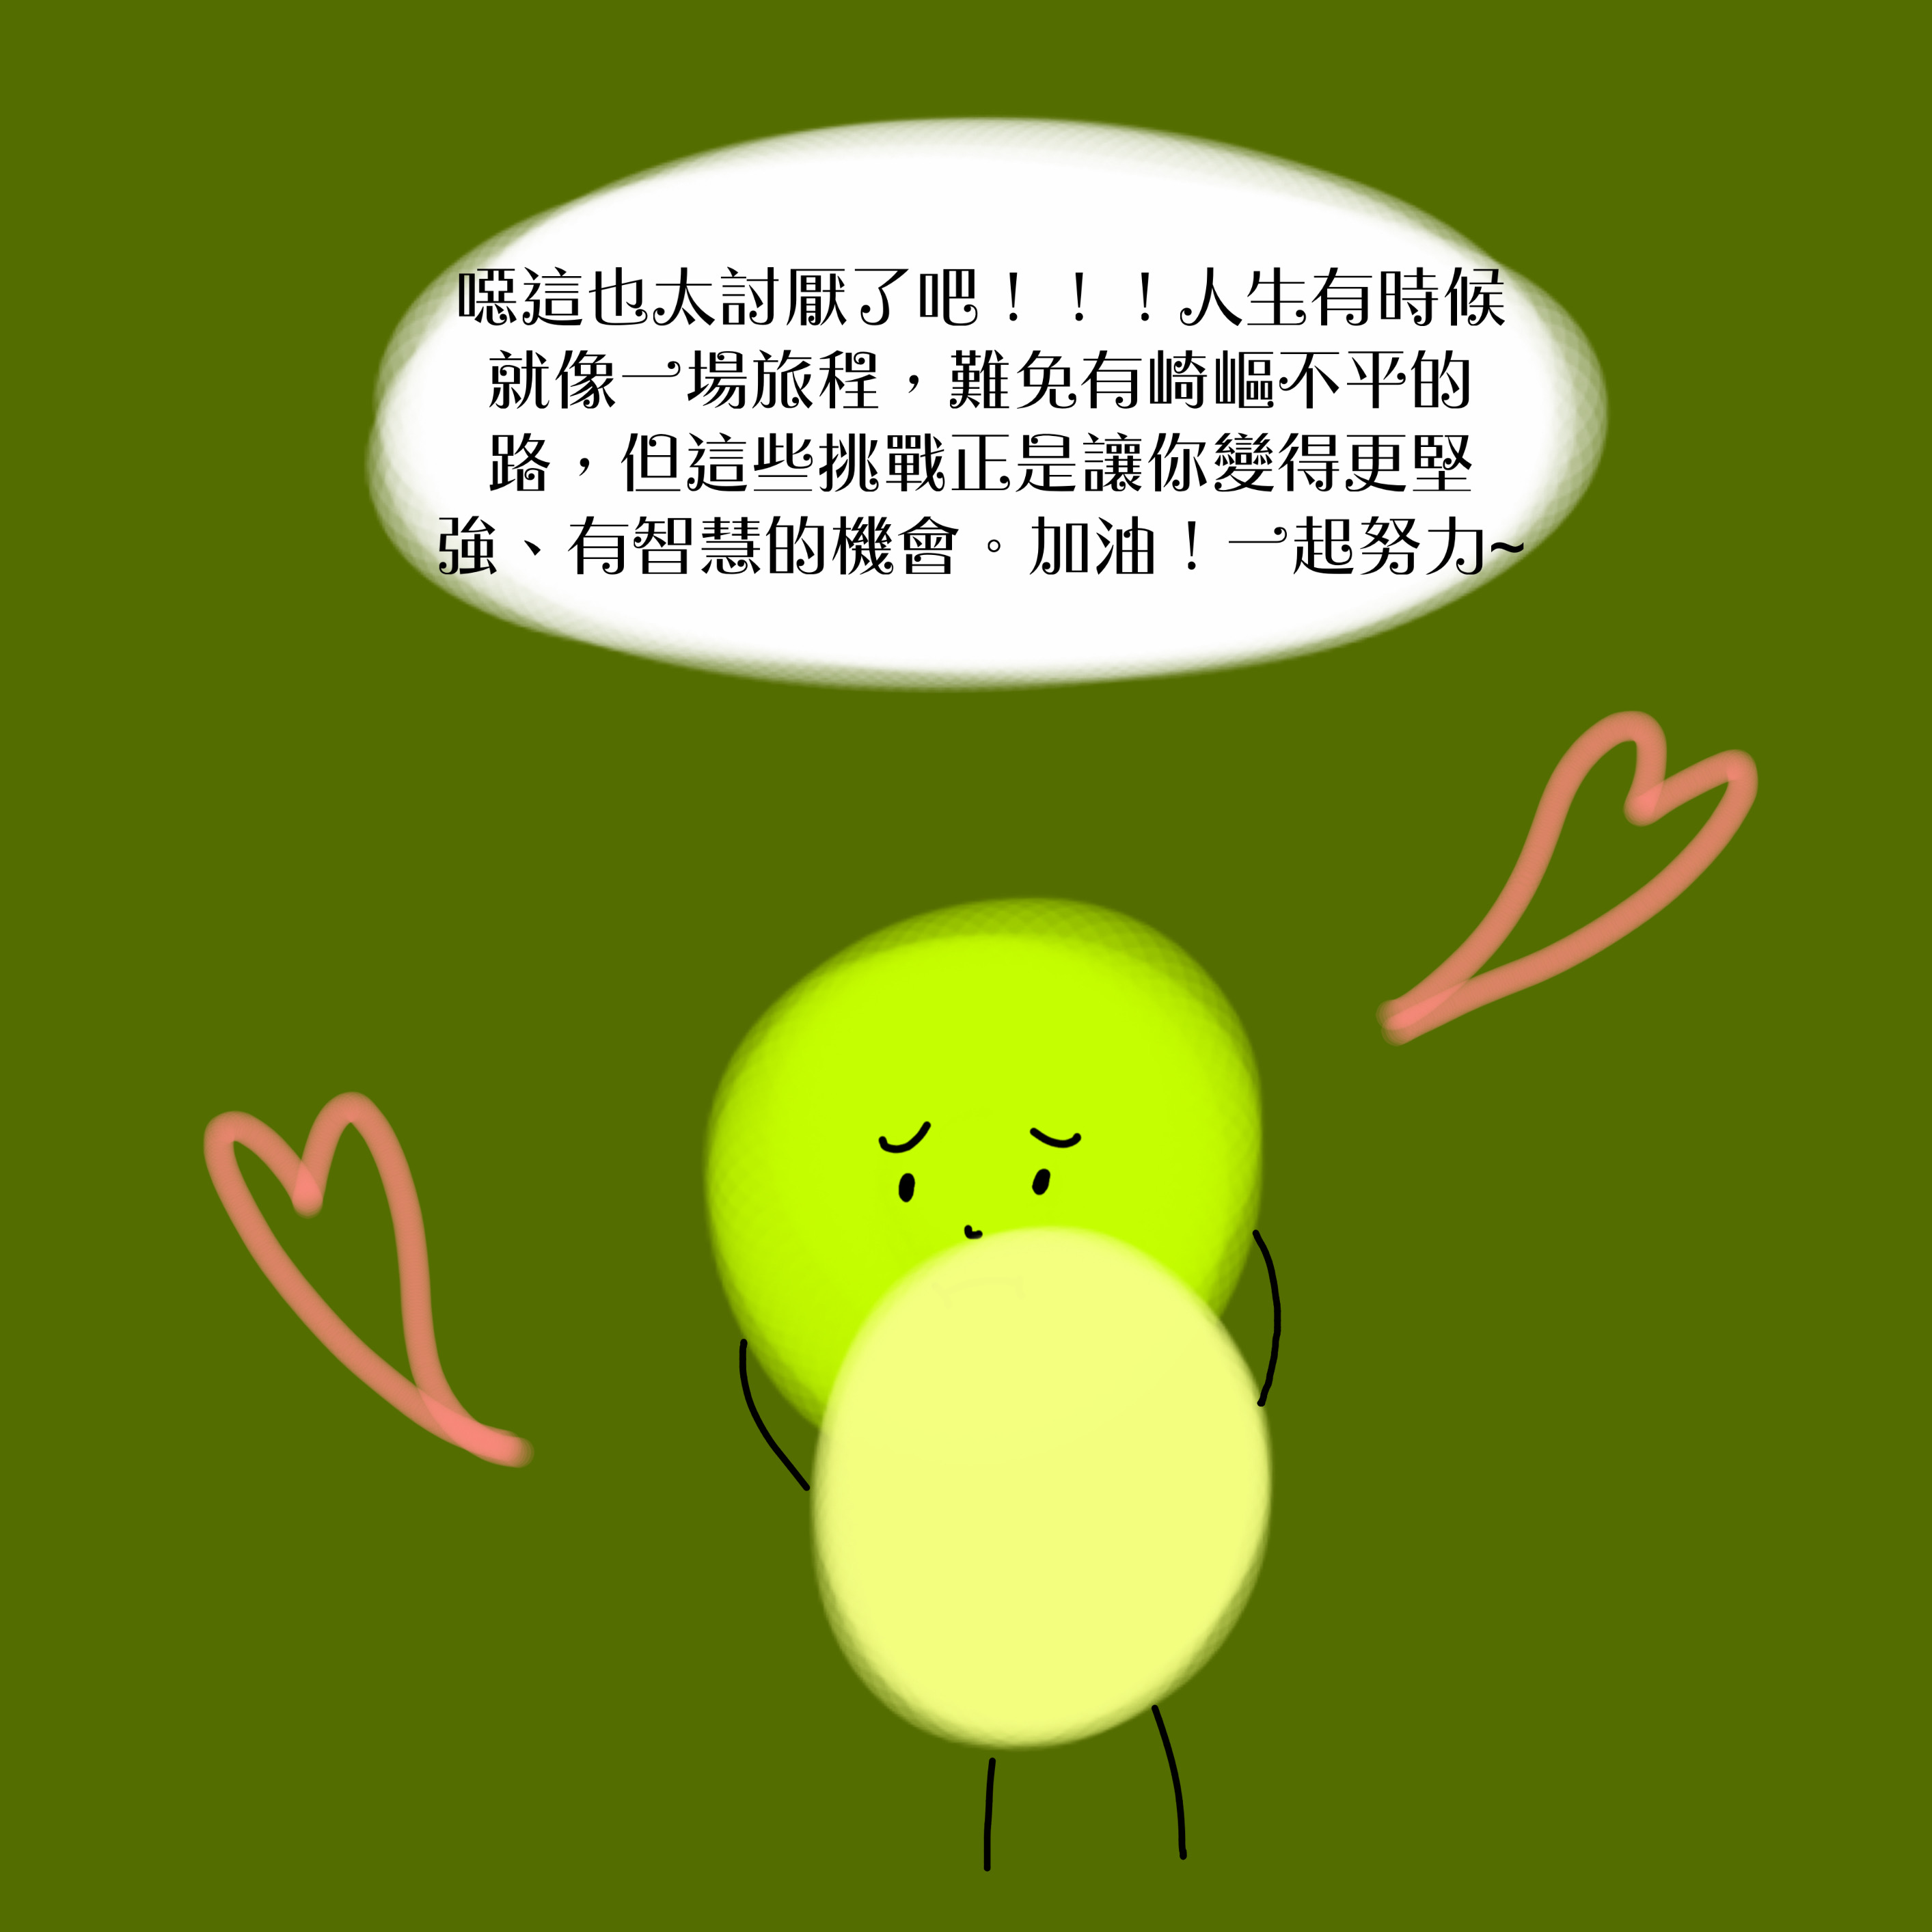 啞這也太討厭了吧！！！人生有時候
就像一場旅程，難免有崎嶇不平的
路，但這些挑戰正是讓你變得更堅
強、有智慧的機會。加油！一起努力~